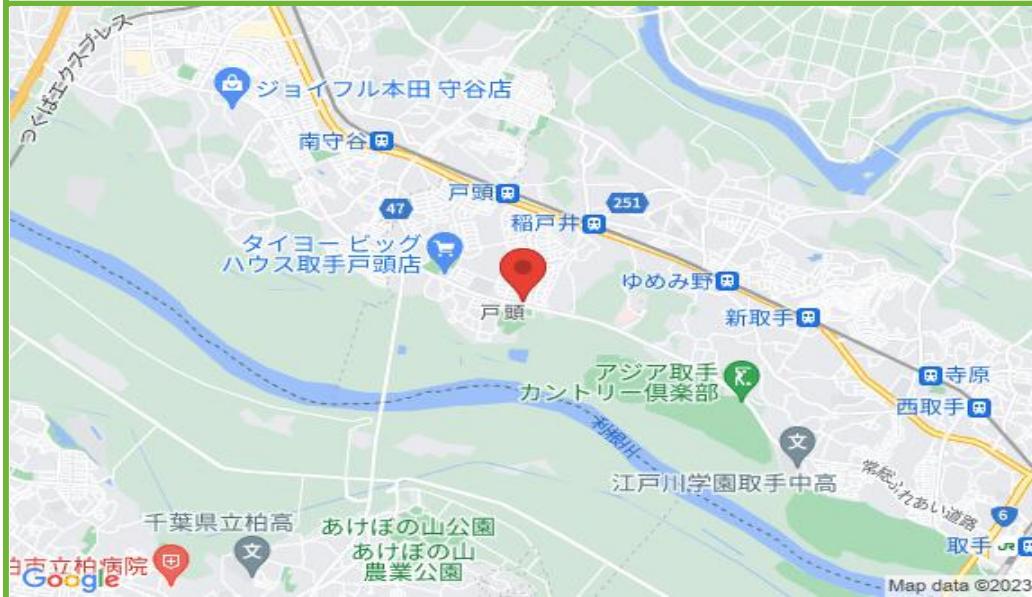 つくばエクスプレス
ジョイフル本田 守谷店
南守谷
戸頭
47
251
稲戸井
タイヨー ビッグ
ハウス取手戸頭店
ゆめみ野
戸頭
新取手
アジア取手
カントリー倶楽部
寺原
西取手
利根川
江戸川学園取手中高
常総ふれあい道路
6
千葉県立柏高
あけぼの山公園
あけぼの山
農業公園
取手 JR
柏市立柏病院
Google
Map data ©2023